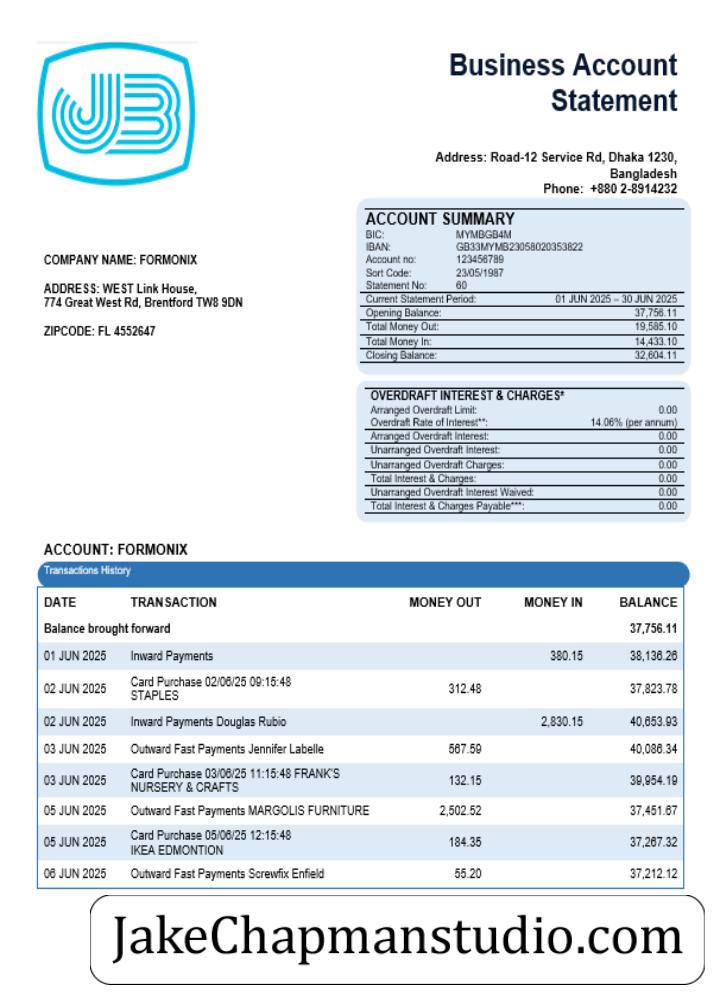 JB
Business Account
Statement
Address: Road-12 Service Rd, Dhaka 1230,
Bangladesh
Phone: +880 2-8914232
COMPANY NAME: FORMONIX
ADDRESS: WEST Link House,
774 Great West Rd, Brentford TW8 9DN
ZIPCODE: FL 4552647
ACCOUNT SUMMARY
BIC: MYMBGB4M
IBAN: GB33MYMB23058020353822
Account no: 123456789
Sort Code: 23/05/1987
Statement No: 60
Current Statement Period: 01 JUN 2025 – 30 JUN 2025
Opening Balance: 37,756.11
Total Money Out: 19,585.10
Total Money In: 14,433.10
Closing Balance: 32,604.11
OVERDRAFT INTEREST & CHARGES*
Arranged Overdraft Limit: 0.00
Overdraft Rate of Interest**: 14.06% (per annum)
Arranged Overdraft Interest: 0.00
Unarranged Overdraft Interest: 0.00
Unarranged Overdraft Charges: 0.00
Total Interest & Charges: 0.00
Unarranged Overdraft Interest Waived: 0.00
Total Interest & Charges Payable***: 0.00
ACCOUNT: FORMONIX
Transactions History
DATE TRANSACTION MONEY OUT MONEY IN BALANCE
Balance brought forward 37,756.11
01 JUN 2025 Inward Payments 380.15 38,136.26
02 JUN 2025 Card Purchase 02/06/25 09:15:48
STAPLES 312.48 37,823.78
02 JUN 2025 Inward Payments Douglas Rubio 2,830.15 40,653.93
03 JUN 2025 Outward Fast Payments Jennifer Labelle 567.59 40,086.34
03 JUN 2025 Card Purchase 03/06/25 11:15:48 FRANK'S
NURSERY & CRAFTS 132.15 39,954.19
05 JUN 2025 Outward Fast Payments MARGOLIS FURNITURE 2,502.52 37,451.67
05 JUN 2025 Card Purchase 05/06/25 12:15:48
IKEA EDMONTION 184.35 37,267.32
06 JUN 2025 Outward Fast Payments Screwfix Enfield 55.20 37,212.12
JakeChapmanstudio.com